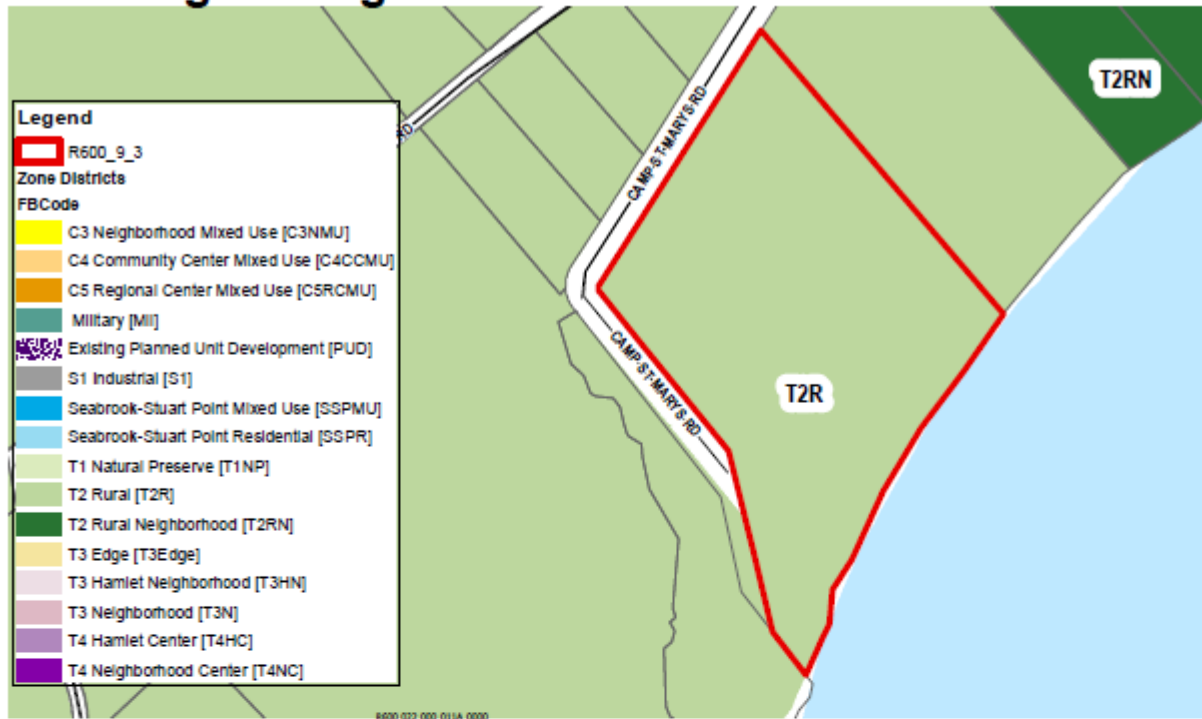 T2RN
Legend
R600_9_3
Zone Districts
FBCode
C3 Neighborhood Mixed Use [C3NMU]
C4 Community Center Mixed Use [C4CCMU]
C5 Regional Center Mixed Use [C5RCMU]
Military [MIl]
Existing Planned Unit Development [PUD]
S1 Industrial [S1]
Seabrook-Stuart Point Mixed Use [SSPMU]
Seabrook-Stuart Point Residential [SSPR]
T1 Natural Preserve [T1NP]
T2 Rural [T2R]
T2 Rural Neighborhood [T2RN]
T3 Edge [T3Edge]
T3 Hamlet Neighborhood [T3HN]
T3 Neighborhood [T3N]
T4 Hamlet Center [T4HC]
T4 Neighborhood Center [T4NC]
RD
CAMP-ST-MARYS-RD
CAMP-ST-MARYS-RD
T2R